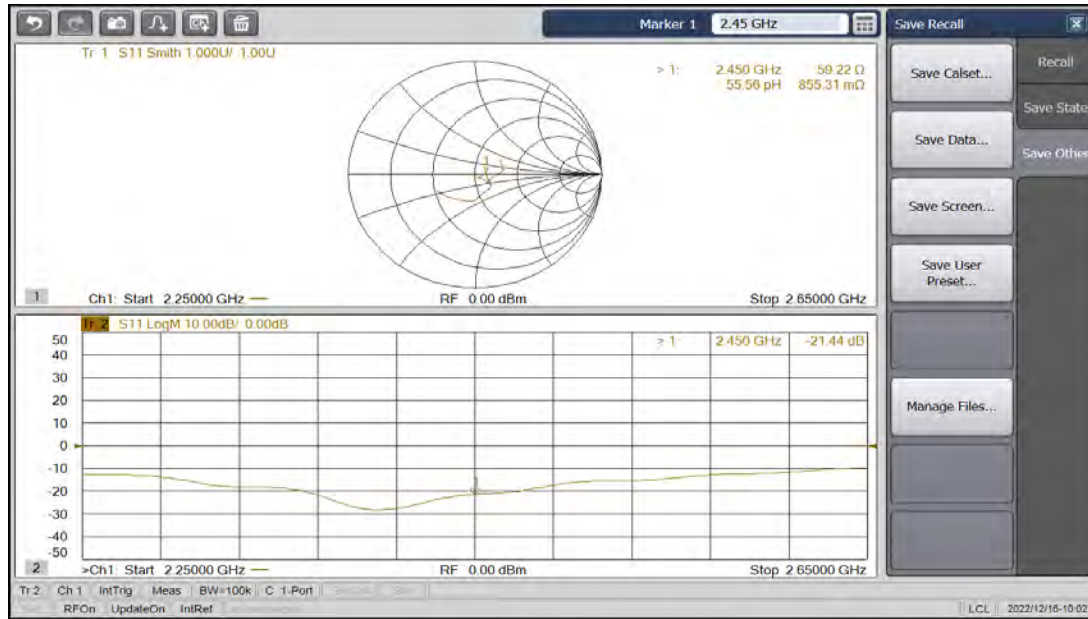 Marker 1 2.45 GHz
Save Recall
Tr 1 S11 Smith 1.000U/ 1.00U
> 1: 2.450 GHz 59.22 Ω
55.56 pH 855.31 mΩ
1
Ch1: Start 2.25000 GHz
RF 0.00 dBm
Stop 2.65000 GHz
Tr 2 S11 LogM 10.00dB/ 0.00dB
> 1: 2.450 GHz -21.44 dB
50
40
30
20
10
0
-10
-20
-30
-40
-50
1
2
>Ch1: Start 2.25000 GHz
RF 0.00 dBm
Stop 2.65000 GHz
Save Calset...
Save Data...
Save Screen...
Save User
Preset...
Manage Files...
Recall
Save State
Save Other
Tr 2 Ch 1 IntTrig Meas BW=100k C 1-Port
RFOn UpdateOn IntRef
LCL 2022/12/16-10:02